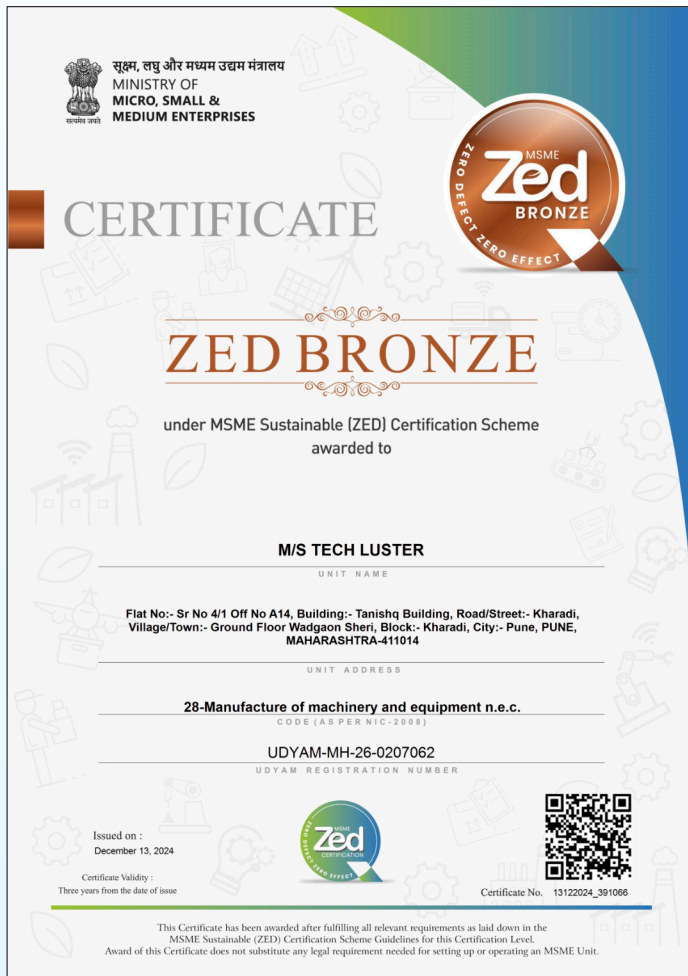 सूक्ष्म, लघु और मध्यम उद्यम मंत्रालय
MINISTRY OF
MICRO, SMALL &
MEDIUM ENTERPRISES
सत्यमेव जयते
MSME
Zed
BRONZE
ZERO DEFECT ZERO EFFECT
CERTIFICATE
ZED BRONZE
under MSME Sustainable (ZED) Certification Scheme
awarded to
M/S TECH LUSTER
UNIT NAME
Flat No:- Sr No 4/1 Off No A14, Building:- Tanishq Building, Road/Street:- Kharadi,
Village/Town:- Ground Floor Wadgaon Sheri, Block:- Kharadi, City:- Pune, PUNE,
MAHARASHTRA-411014
UNIT ADDRESS
28-Manufacture of machinery and equipment n.e.c.
CODE (AS PER NIC-2008)
UDYAM-MH-26-0207062
UDYAM REGISTRATION NUMBER
Issued on :
December 13, 2024
Certificate Validity :
Three years from the date of issue
MSME
Zed
CERTIFICATION
ZERO DEFECT ZERO EFFECT
Certificate No. 13122024_391066
This Certificate has been awarded after fulfilling all relevant requirements as laid down in the
MSME Sustainable (ZED) Certification Scheme Guidelines for this Certification Level.
Award of this Certificate does not substitute any legal requirement needed for setting up or operating an MSME Unit.